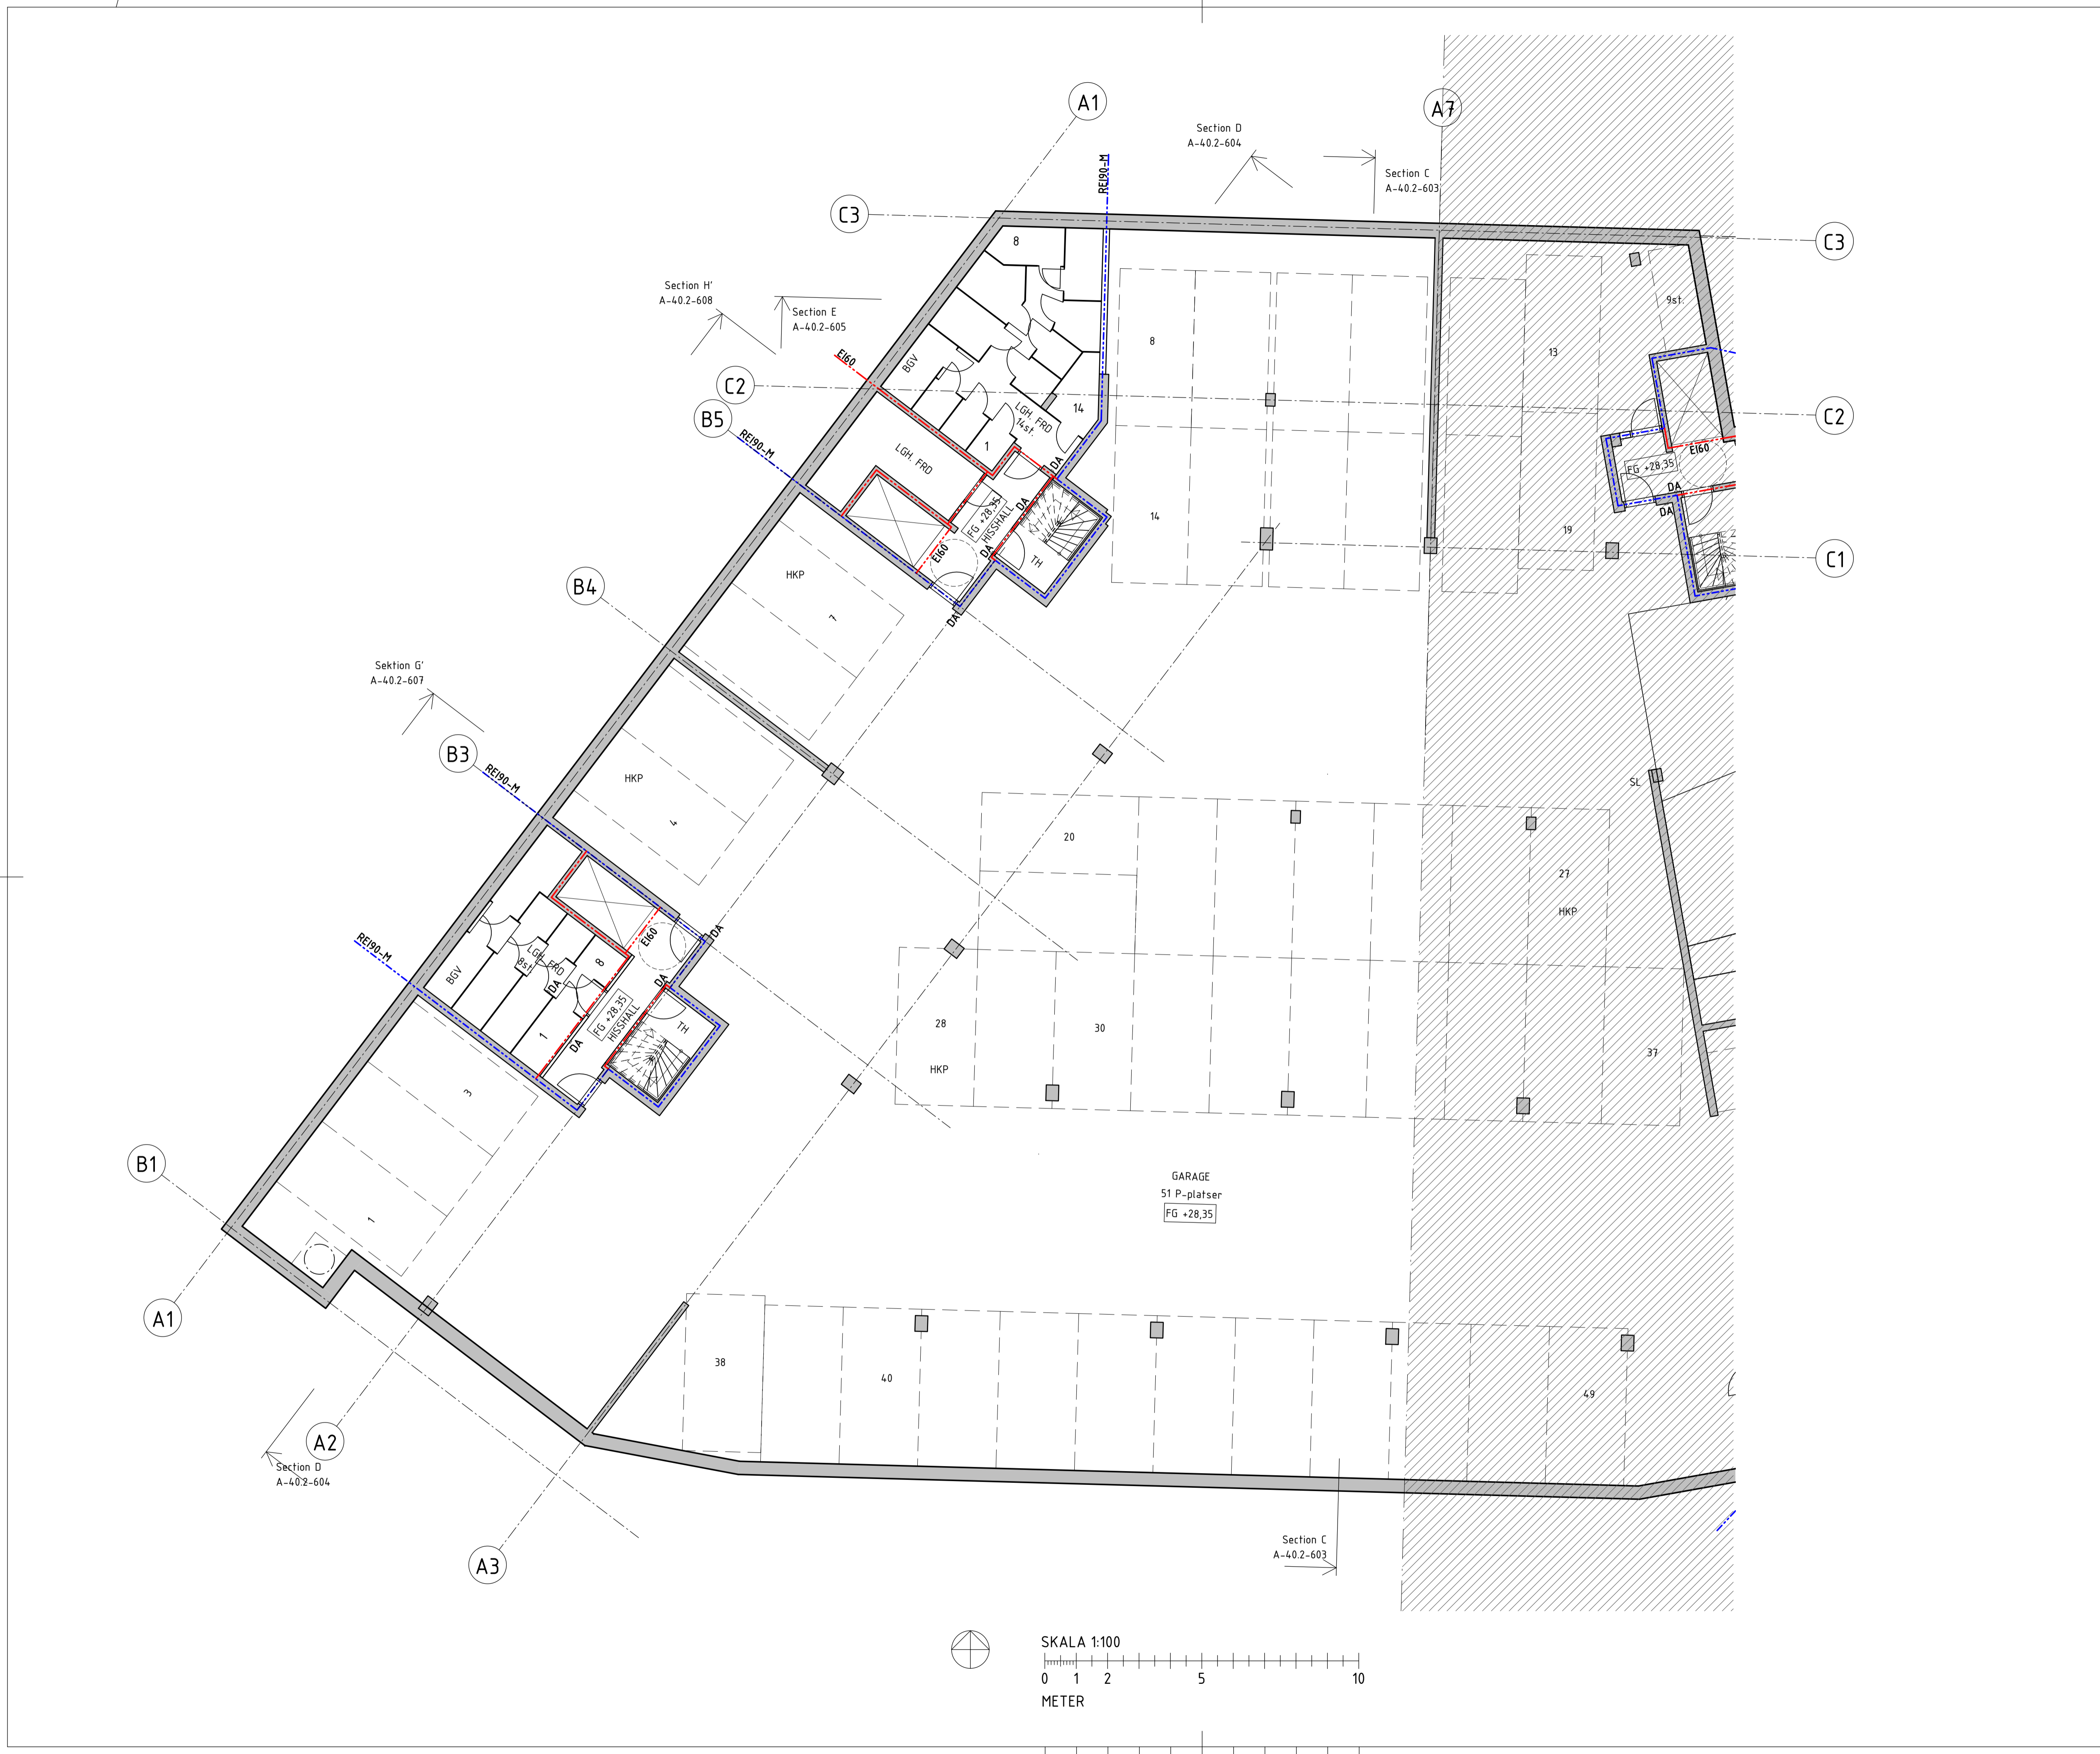 A1
A7
Section D
A-40.2-604
Section C
A-40.2-603
REI90-M
C3
C3
8
Section H'
A-40.2-608
Section E
A-40.2-605
9st.
8
13
EI60
BGV
C2
C2
B5
REI90-M
LGH. FRD
14st.
14
1
LGH. FRD
DA
EI60
FG +28,35
DA
DA
14
19
FG +28,35
HISSHALL
DA
DA
EI60
TH
C1
HKP
7
DA
B4
Sektion G'
A-40.2-607
B3
REI90-M
HKP
4
SL
20
27
HKP
REI90-M
DA
EI60
LGH. FRD
8st.
8
BGV
DA
DA
FG +28,35
HISSHALL
TH
1
DA
28
30
37
HKP
3
1
B1
GARAGE
51 P-platser
FG +28,35
A1
38
40
49
A2
Section D
A-40.2-604
A3
Section C
A-40.2-603
SKALA 1:100
0 1 2 5 10
METER